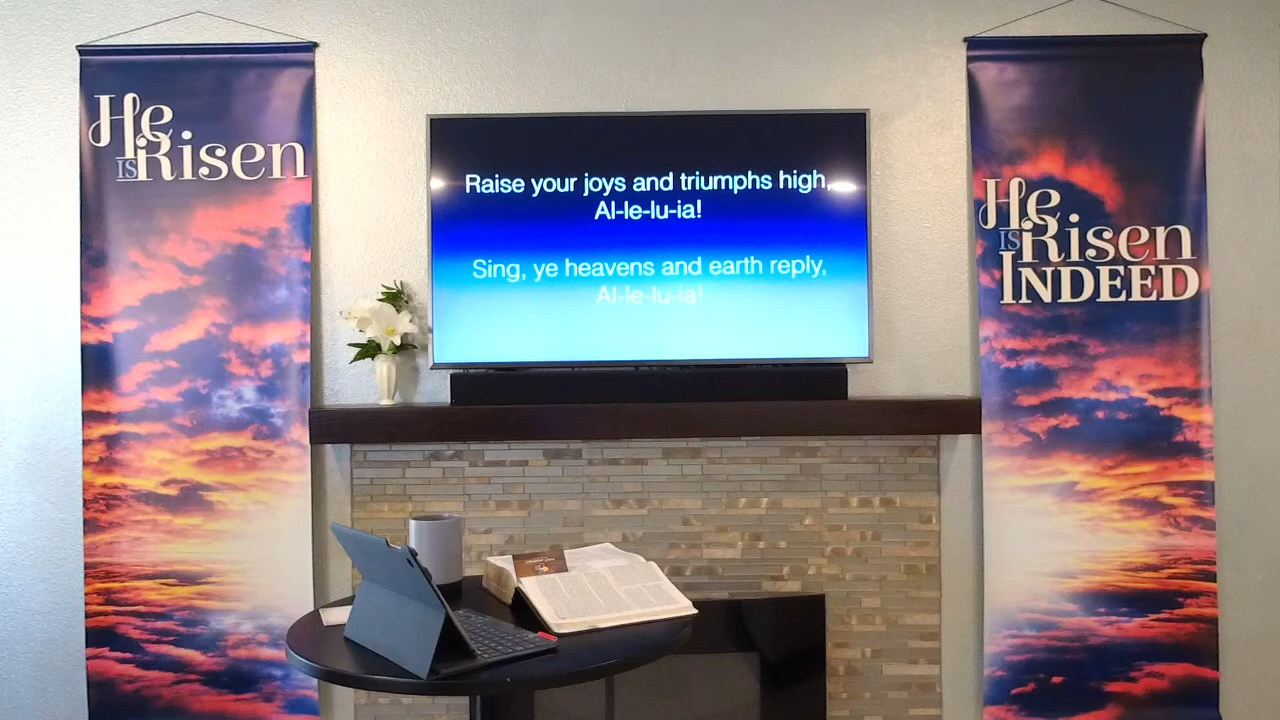 He
IS Risen
Raise your joys and triumphs high,
Al-le-lu-ia!
Sing, ye heavens and earth reply,
Al-le-lu-ia!
He
IS Risen
INDEED